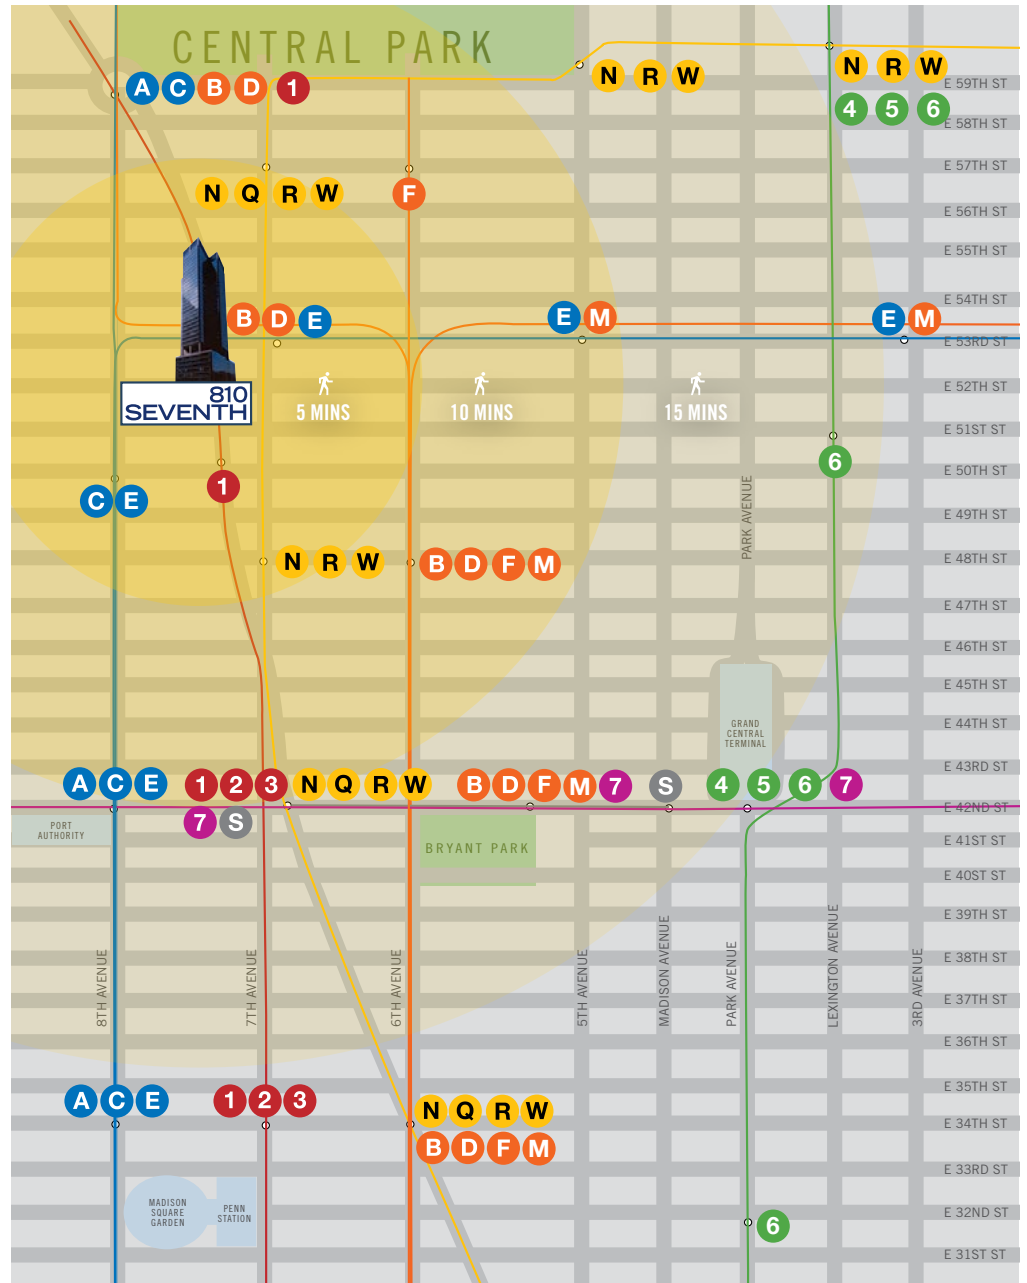 CENTRAL PARK
N R W
N R W
E 59TH ST
A C B D 1
4 5 6
E 58TH ST
E 57TH ST
N Q R W
F
E 56TH ST
E 55TH ST
E 54TH ST
B D E
E M
E M
E 53RD ST
5 MINS
10 MINS
15 MINS
E 52TH ST
810
SEVENTH
E 51ST ST
6
E 50TH ST
1
C E
PARK AVENUE
E 49TH ST
N R W
B D F M
E 48TH ST
E 47TH ST
E 46TH ST
E 45TH ST
GRAND
CENTRAL
TERMINAL
E 44TH ST
E 43RD ST
A C E
1 2 3
N Q R W
B D F M 7
S
4 5 6 7
7 S
E 42ND ST
PORT
AUTHORITY
BRYANT PARK
E 41ST ST
E 40ST ST
E 39TH ST
E 38TH ST
8TH AVENUE
7TH AVENUE
6TH AVENUE
5TH AVENUE
MADISON AVENUE
PARK AVENUE
LEXINGTON AVENUE
3RD AVENUE
E 37TH ST
E 36TH ST
E 35TH ST
A C E
1 2 3
N Q R W
E 34TH ST
B D F M
E 33RD ST
MADISON
SQUARE
GARDEN
PENN
STATION
E 32ND ST
6
E 31ST ST